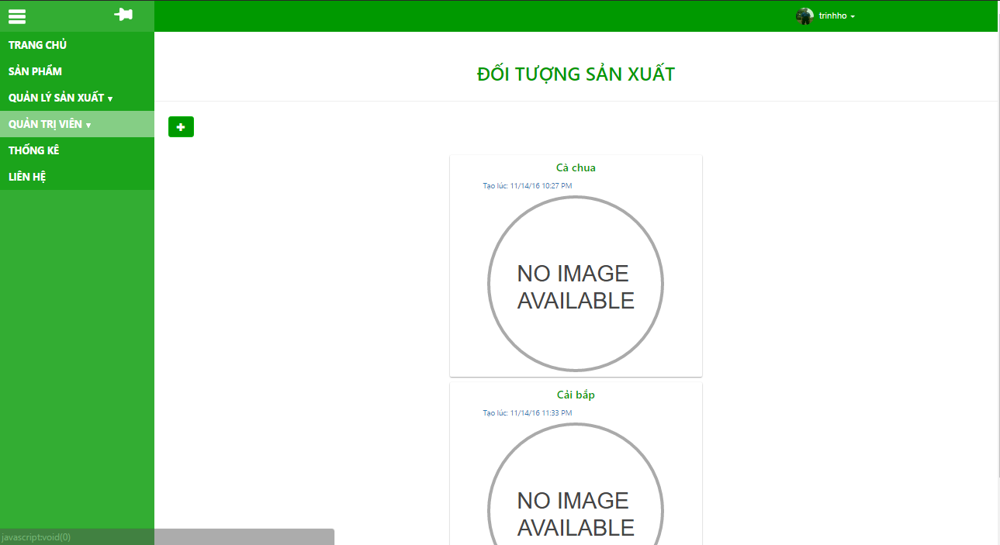 trinhho
TRANG CHỦ
SẢN PHẨM
QUẢN LÝ SẢN XUẤT ▼
QUẢN TRỊ VIÊN ▼
THỐNG KÊ
LIÊN HỆ
ĐỐI TƯỢNG SẢN XUẤT
Cà chua
Tạo lúc: 11/14/16 10:27 PM
NO IMAGE
AVAILABLE
Cải bắp
Tạo lúc: 11/14/16 11:33 PM
NO IMAGE
AVAILABLE
javascript:void(0)